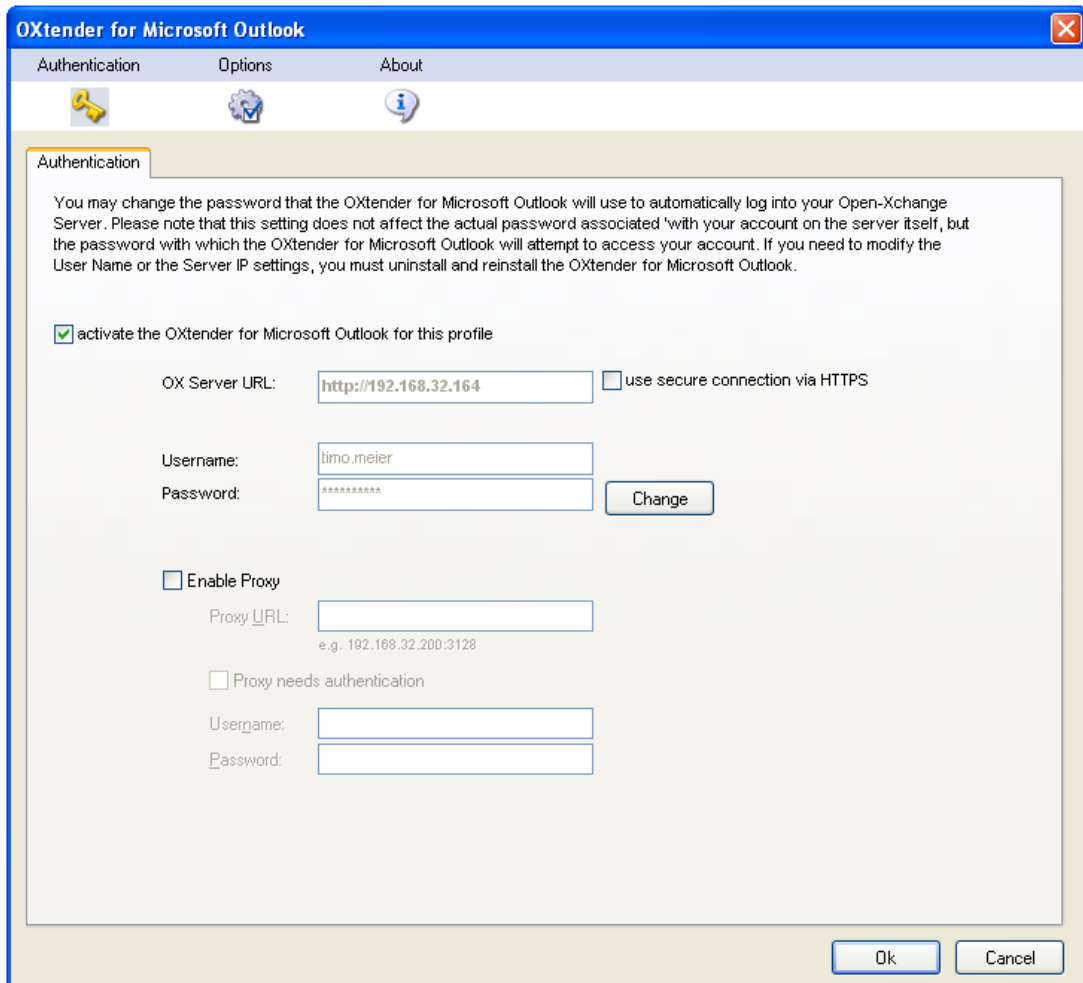 OXtender for Microsoft Outlook
Authentication Options About
Authentication
You may change the password that the OXtender for Microsoft Outlook will use to automatically log into your Open-Xchange
Server. Please note that this setting does not affect the actual password associated 'with your account on the server itself, but
the password with which the OXtender for Microsoft Outlook will attempt to access your account. If you need to modify the
User Name or the Server IP settings, you must uninstall and reinstall the OXtender for Microsoft Outlook.
activate the OXtender for Microsoft Outlook for this profile
OX Server URL: http://192.168.32.164 use secure connection via HTTPS
Username: timo.meier
Password: ********** Change
Enable Proxy
Proxy URL:
e.g. 192.168.32.200:3128
Proxy needs authentication
Username:
Password:
Ok Cancel